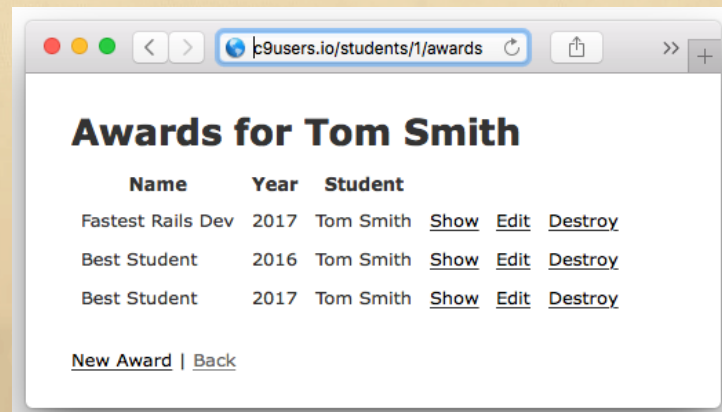 c9users.io/students/1/awards
Awards for Tom Smith
Name Year Student
Fastest Rails Dev 2017 Tom Smith Show Edit Destroy
Best Student 2016 Tom Smith Show Edit Destroy
Best Student 2017 Tom Smith Show Edit Destroy
New Award | Back